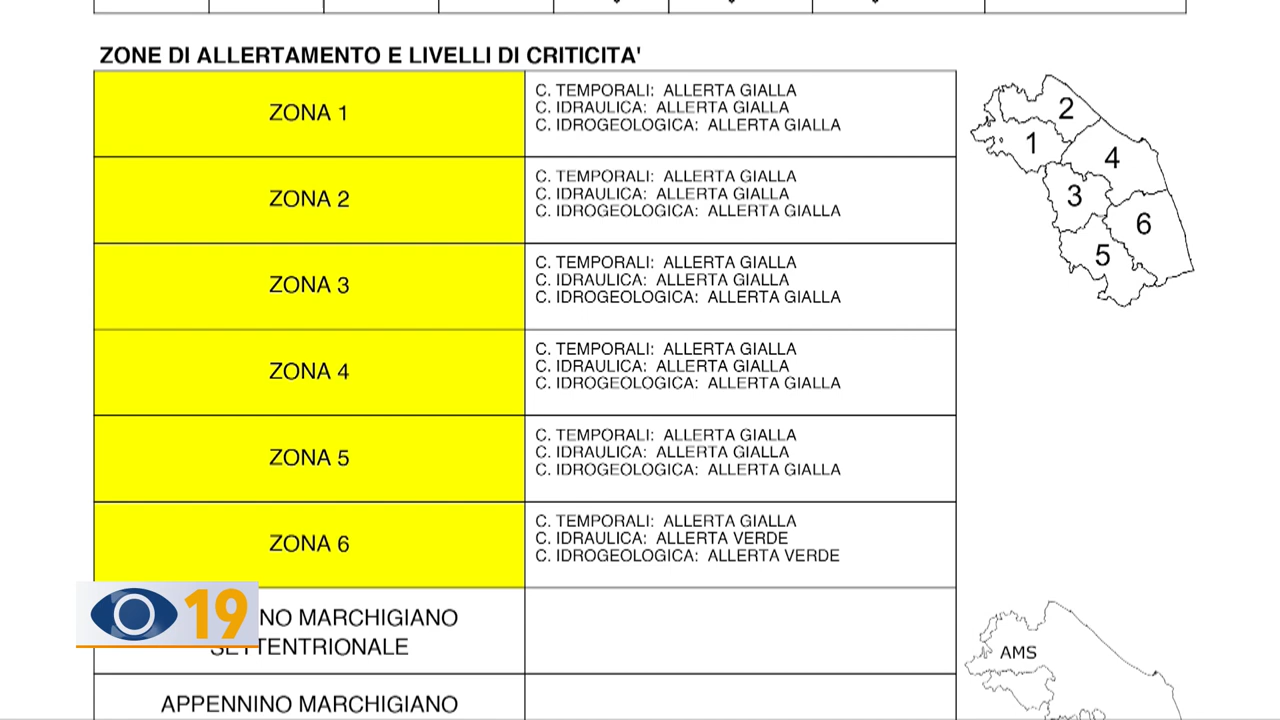 ZONE DI ALLERTAMENTO E LIVELLI DI CRITICITA'
ZONA 1
C. TEMPORALI: ALLERTA GIALLA
C. IDRAULICA: ALLERTA GIALLA
C. IDROGEOLOGICA: ALLERTA GIALLA
ZONA 2
C. TEMPORALI: ALLERTA GIALLA
C. IDRAULICA: ALLERTA GIALLA
C. IDROGEOLOGICA: ALLERTA GIALLA
ZONA 3
C. TEMPORALI: ALLERTA GIALLA
C. IDRAULICA: ALLERTA GIALLA
C. IDROGEOLOGICA: ALLERTA GIALLA
ZONA 4
C. TEMPORALI: ALLERTA GIALLA
C. IDRAULICA: ALLERTA GIALLA
C. IDROGEOLOGICA: ALLERTA GIALLA
ZONA 5
C. TEMPORALI: ALLERTA GIALLA
C. IDRAULICA: ALLERTA GIALLA
C. IDROGEOLOGICA: ALLERTA GIALLA
ZONA 6
C. TEMPORALI: ALLERTA GIALLA
C. IDRAULICA: ALLERTA VERDE
C. IDROGEOLOGICA: ALLERTA VERDE
NO MARCHIGIANO
SETTENTRIONALE
APPENNINO MARCHIGIANO
2
1
4
3
6
5
AMS
19